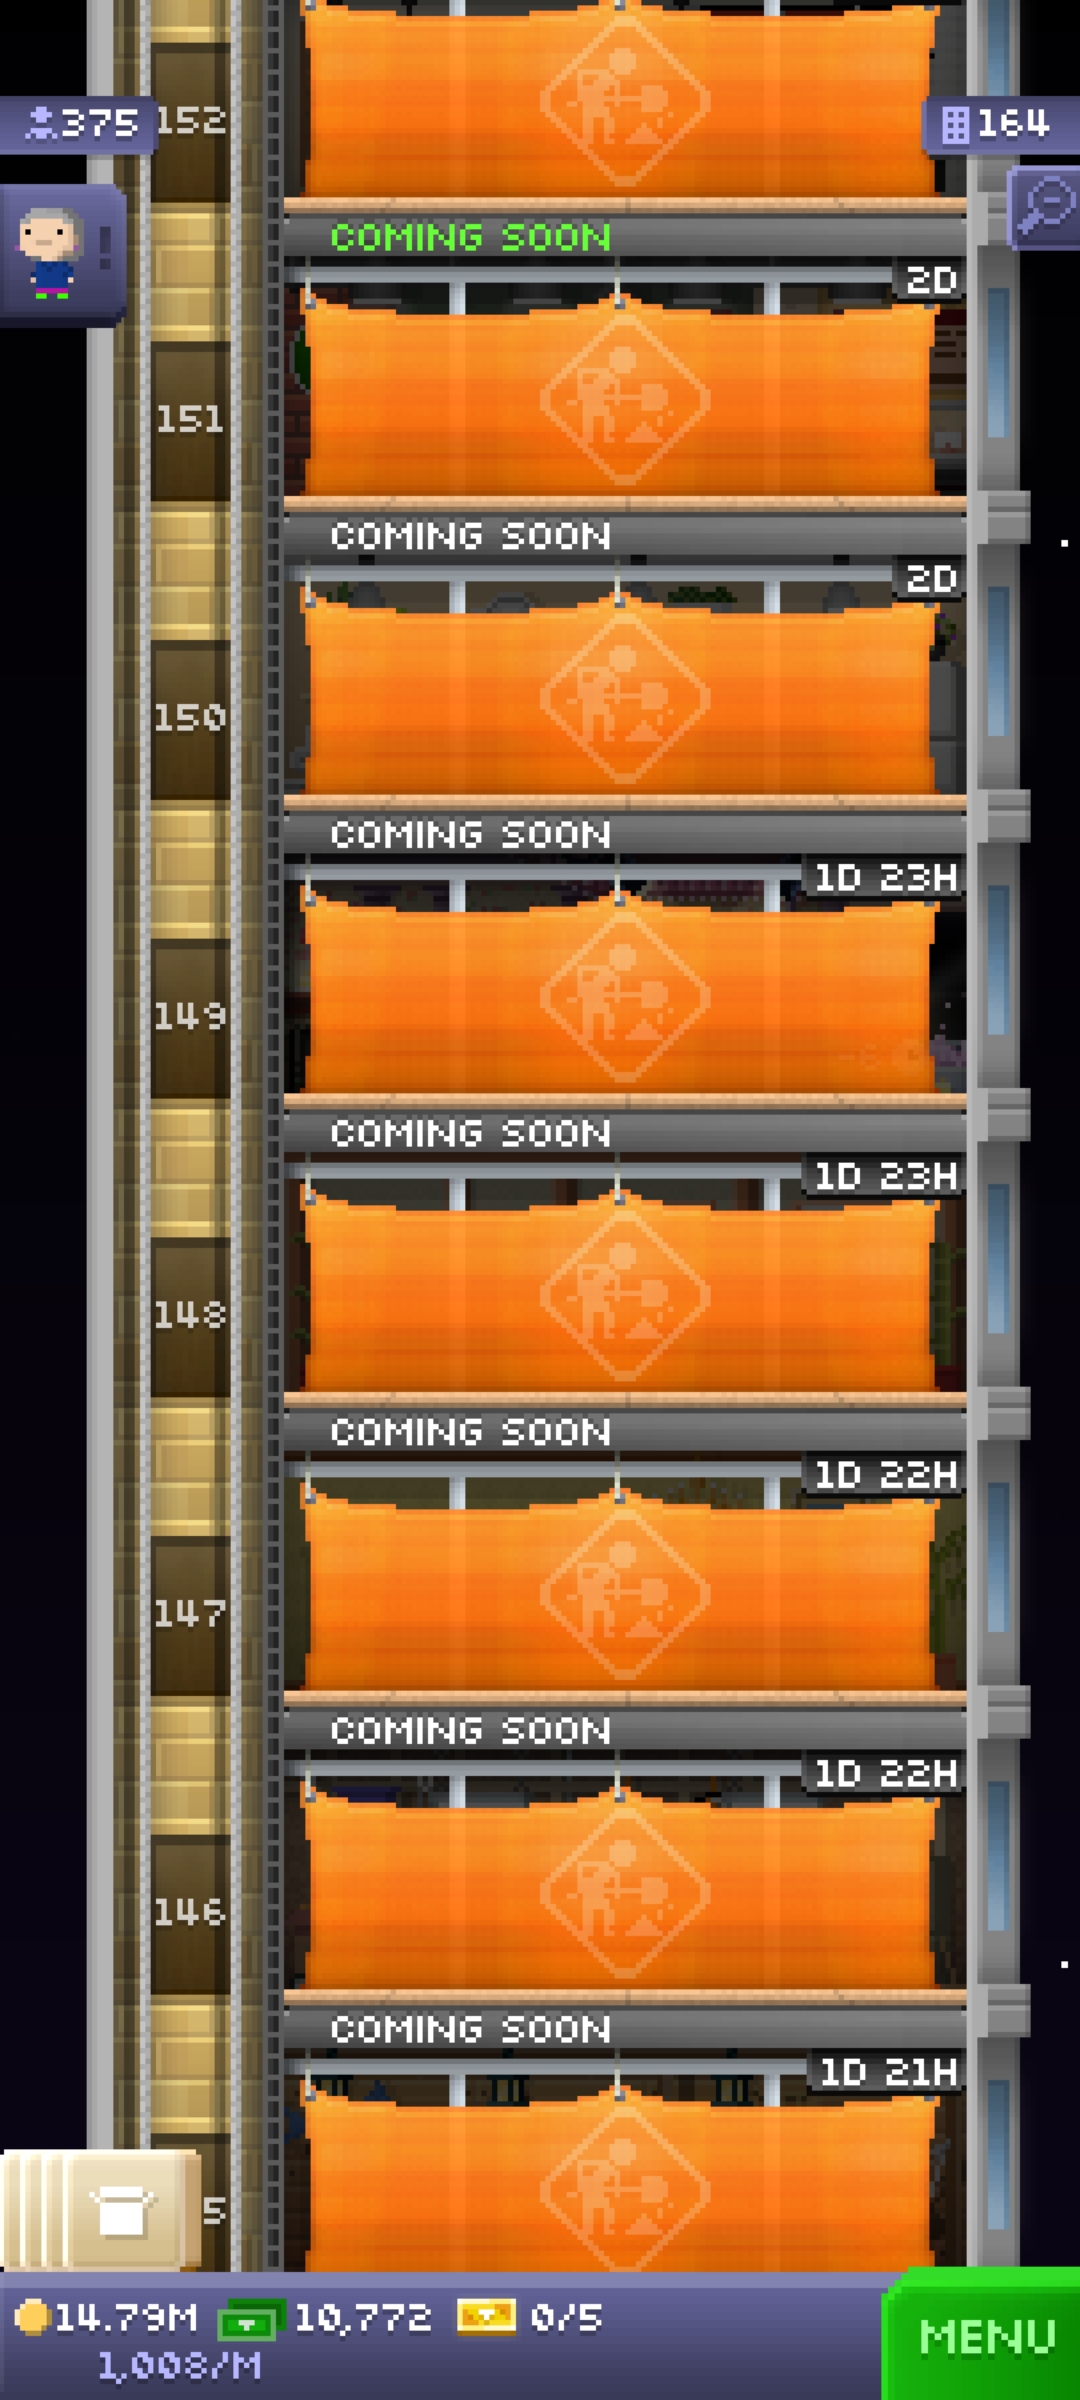 375
152
164
!
COMING SOON
2D
151
COMING SOON
2D
150
COMING SOON
1D 23H
149
COMING SOON
1D 23H
148
COMING SOON
1D 22H
147
COMING SOON
1D 22H
146
COMING SOON
1D 21H
5
14.79M 10,772 0/5
1,008/M
MENU